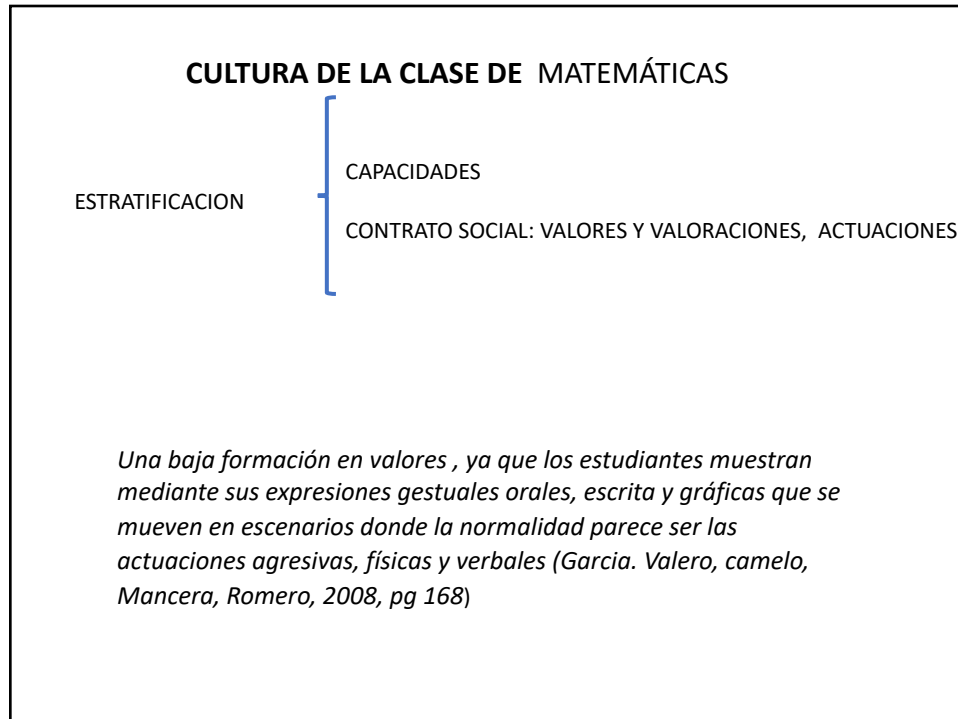 CULTURA DE LA CLASE DE MATEMÁTICAS
CAPACIDADES
ESTRATIFICACION
CONTRATO SOCIAL: VALORES Y VALORACIONES, ACTUACIONES
Una baja formación en valores , ya que los estudiantes muestran
mediante sus expresiones gestuales orales, escrita y gráficas que se
mueven en escenarios donde la normalidad parece ser las
actuaciones agresivas, físicas y verbales (Garcia. Valero, camelo,
Mancera, Romero, 2008, pg 168)